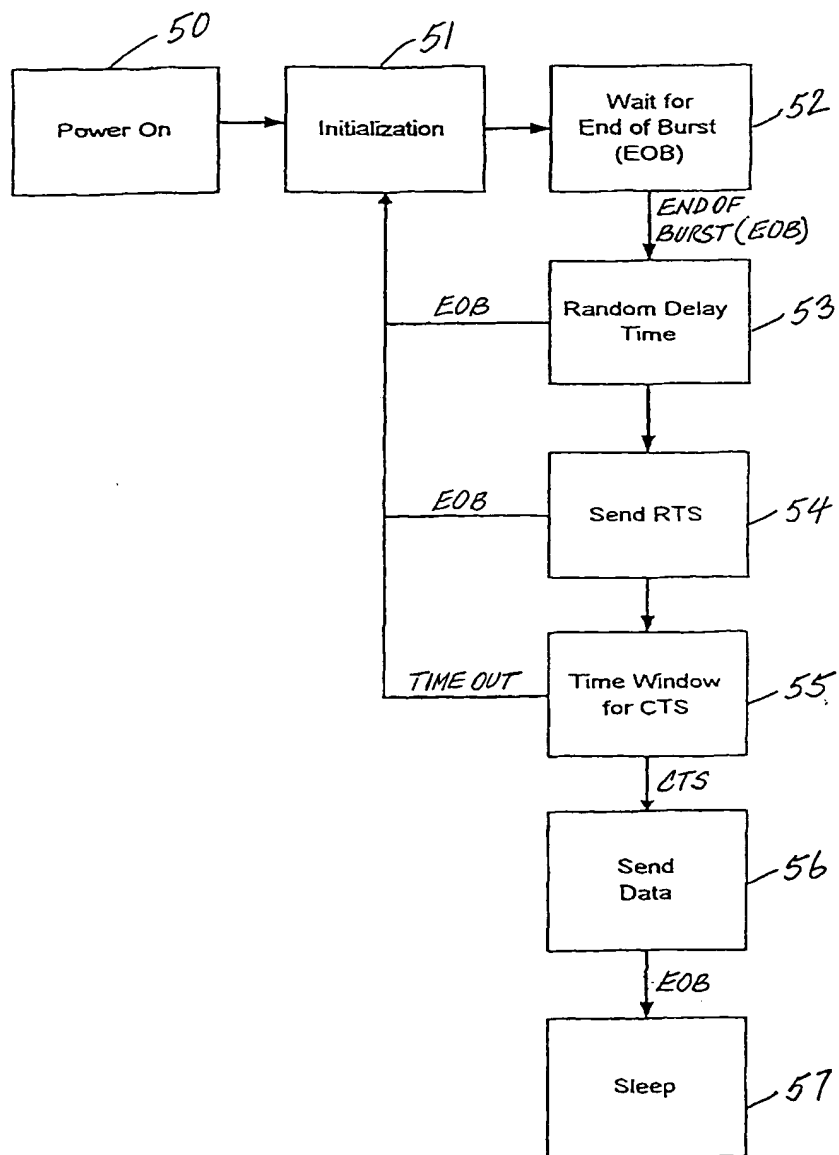 50
51
Power On
Initialization
Wait for
End of Burst
(EOB)
52
END OF
BURST (EOB)
EOB
Random Delay
Time
53
EOB
Send RTS
54
TIME OUT
Time Window
for CTS
55
CTS
Send
Data
56
EOB
Sleep
57